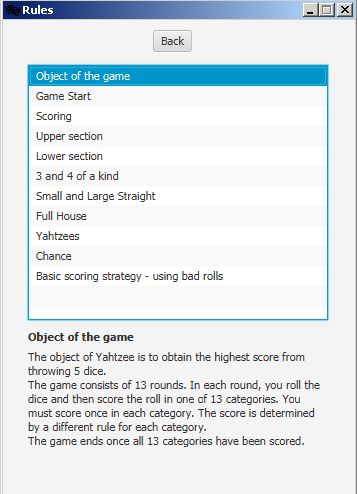 Rules
Back
Object of the game
Game Start
Scoring
Upper section
Lower section
3 and 4 of a kind
Small and Large Straight
Full House
Yahtzees
Chance
Basic scoring strategy - using bad rolls
Object of the game
The object of Yahtzee is to obtain the highest score from
throwing 5 dice.
The game consists of 13 rounds. In each round, you roll the
dice and then score the roll in one of 13 categories. You
must score once in each category. The score is determined
by a different rule for each category.
The game ends once all 13 categories have been scored.